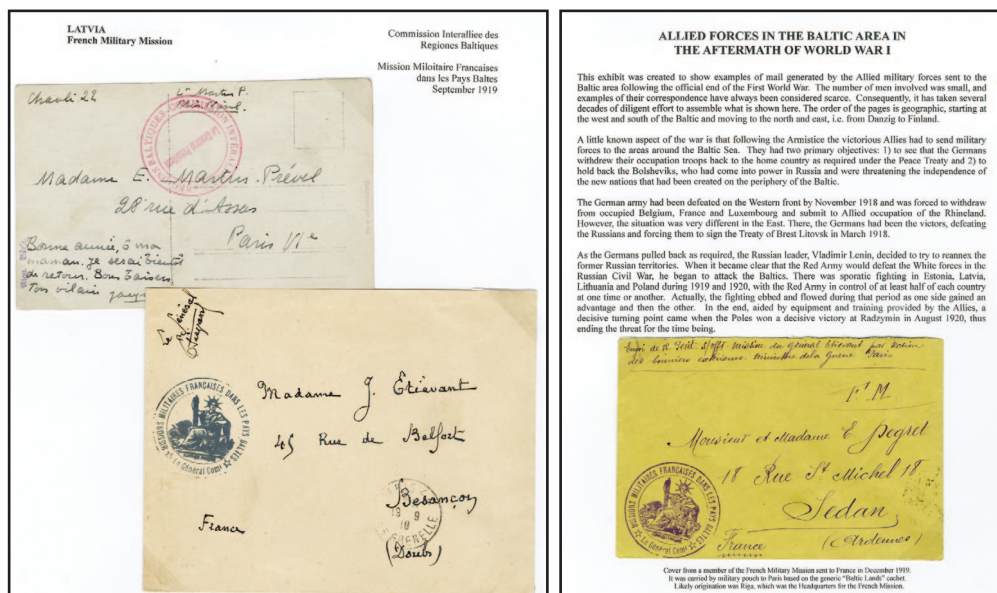 LATVIA
French Military Mission
Commission Interalliee des
Regiones Baltiques
Mission Miloitaire Francaises
dans les Pays Baltes
September 1919
Chauli 22
Madame E. Martus-Prével
28 rue d'Assas
Paris VIe
Bonne année, ô ma
maman. Je serai bientôt
de retour. Bons baisers
Ton vilain
Le Général
Etiévant
MISSIONS MILITAIRES FRANÇAISES DANS LES PAYS BALTES
Le Général Comt
Madame J. Etiévant
45 Rue de Belfort
Besançon
(Doubs)
France
ALLIED FORCES IN THE BALTIC AREA IN
THE AFTERMATH OF WORLD WAR I
This exhibit was created to show examples of mail generated by the Allied military forces sent to the
Baltic area following the official end of the First World War. The number of men involved was small, and
examples of their correspondence have always been considered scarce. Consequently, it has taken several
decades of diligent effort to assemble what is shown here. The order of the pages is geographic, starting at
the west and south of the Baltic and moving to the north and east, i.e. from Danzig to Finland.
A little known aspect of the war is that following the Armistice the victorious Allies had to send military
forces to the areas around the Baltic Sea. They had two primary objectives: 1) to see that the Germans
withdrew their occupation troops back to the home country as required under the Peace Treaty and 2) to
hold back the Bolsheviks, who had come into power in Russia and were threatening the independence of
the new nations that had been created on the periphory of the Baltic.
The German army had been defeated on the Western front by November 1918 and was forced to withdraw
from occupied Belgium, France and Luxembourg and submit to Allied occupation of the Rhineland.
However, the situation was very different in the East. There, the Germans had been the victors, defeating
the Russians and forcing them to sign the Treaty of Brest Litovsk in March 1918.
As the Germans pulled back as required, the Russian leader, Vladimir Lenin, decided to try to reannex the
former Russian territories. When it became clear that the Red Army would defeat the White forces in the
Russian Civil War, he began to attack the Baltics. There was sporatic fighting in Estonia, Latvia,
Lithuania and Poland during 1919 and 1920, with the Red Army in control of at least half of each country
at one time or another. Actually, the fighting ebbed and flowed during that period as one side gained an
advantage and then the other. In the end, aided by equipment and training provided by the Allies, a
decisive turning point came when the Poles won a decisive victory at Radzymin in August 1920, thus
ending the threat for the time being.
Mission du Général Etievant par
Ministère de la Guerre Paris
F. M.
Monsieur et Madame E. Pegret
18 Rue St Michel 18
Sedan
(Ardennes)
France
MISSIONS MILITAIRES FRANÇAISES DANS LES PAYS BALTES
Le Général Comt
Cover from a member of the French Military Mission sent to France in December 1919.
It was carried by military pouch to Paris based on the generic "Baltic Lands" cachet.
Likely origination was Riga, which was the Headquarters for the French Mission.